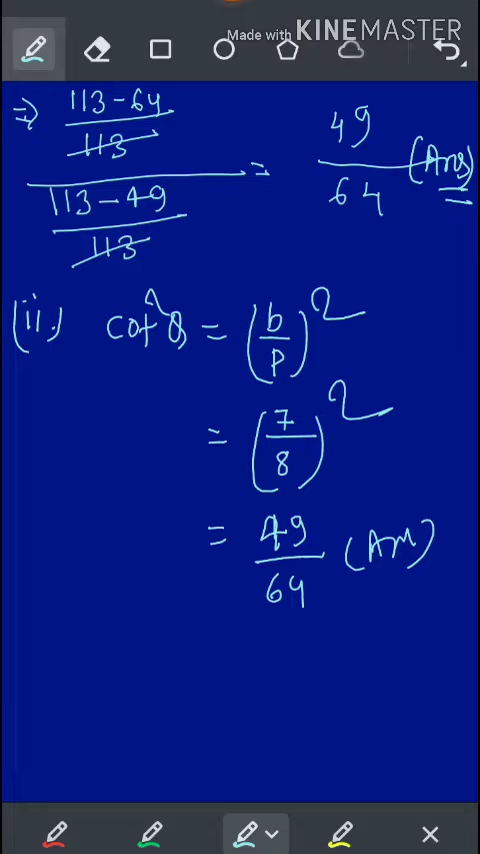 Made with KINEMASTER
⇒ 113-64
113
113-49
113
= 49
64
(Ans)
(ii.) cot²θ = (b/p)²
= (7/8)²
= 49/64 (Ans)